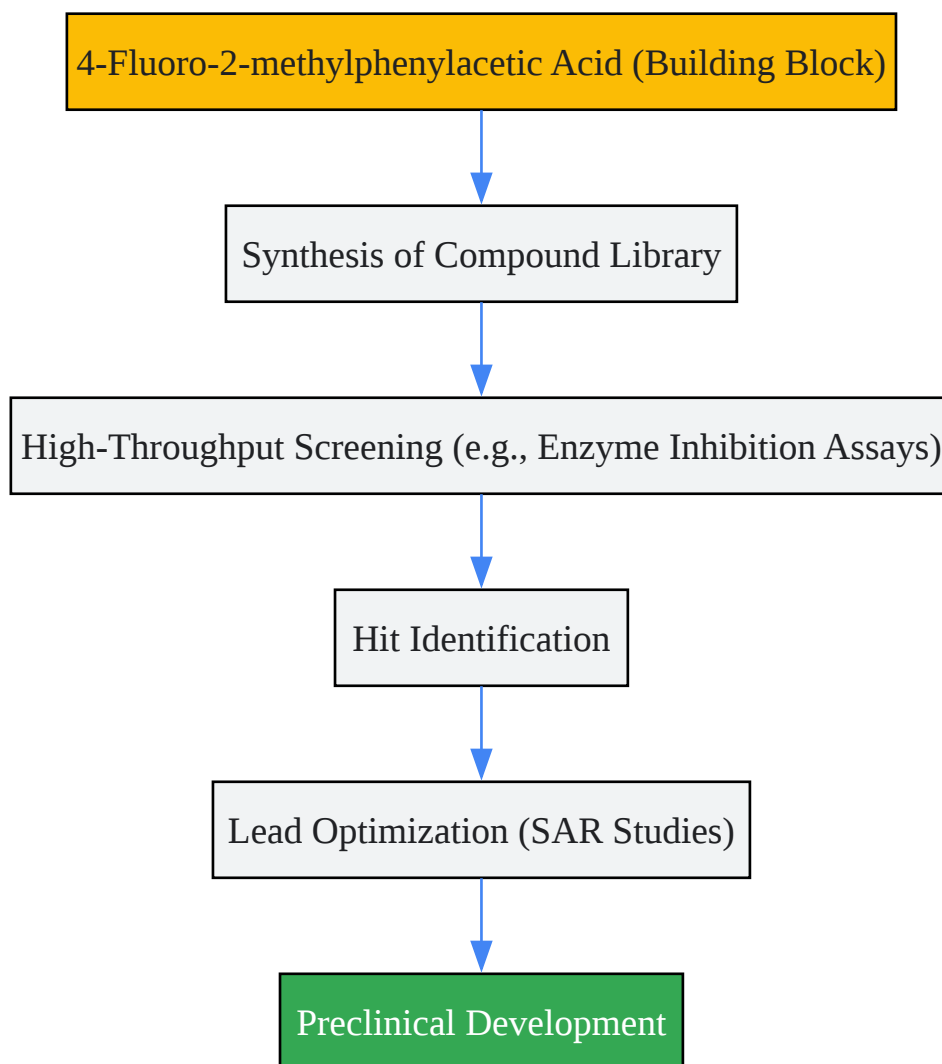 4-Fluoro-2-methylphenylacetic Acid (Building Block)
Synthesis of Compound Library
High-Throughput Screening (e.g., Enzyme Inhibition Assays)
Hit Identification
Lead Optimization (SAR Studies)
Preclinical Development